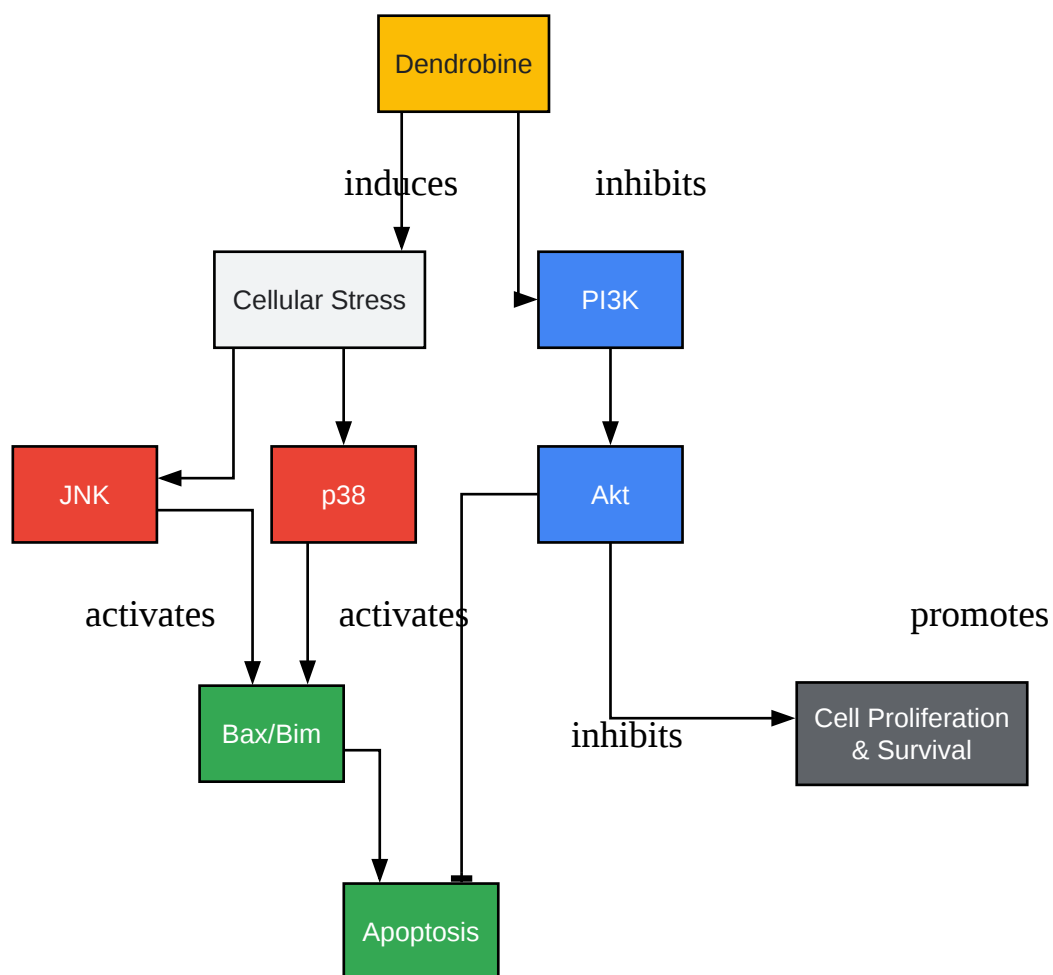 Dendrobine
induces
inhibits
Cellular Stress
PI3K
JNK
p38
Akt
activates
activates
promotes
Bax/Bim
inhibits
Cell Proliferation
& Survival
Apoptosis